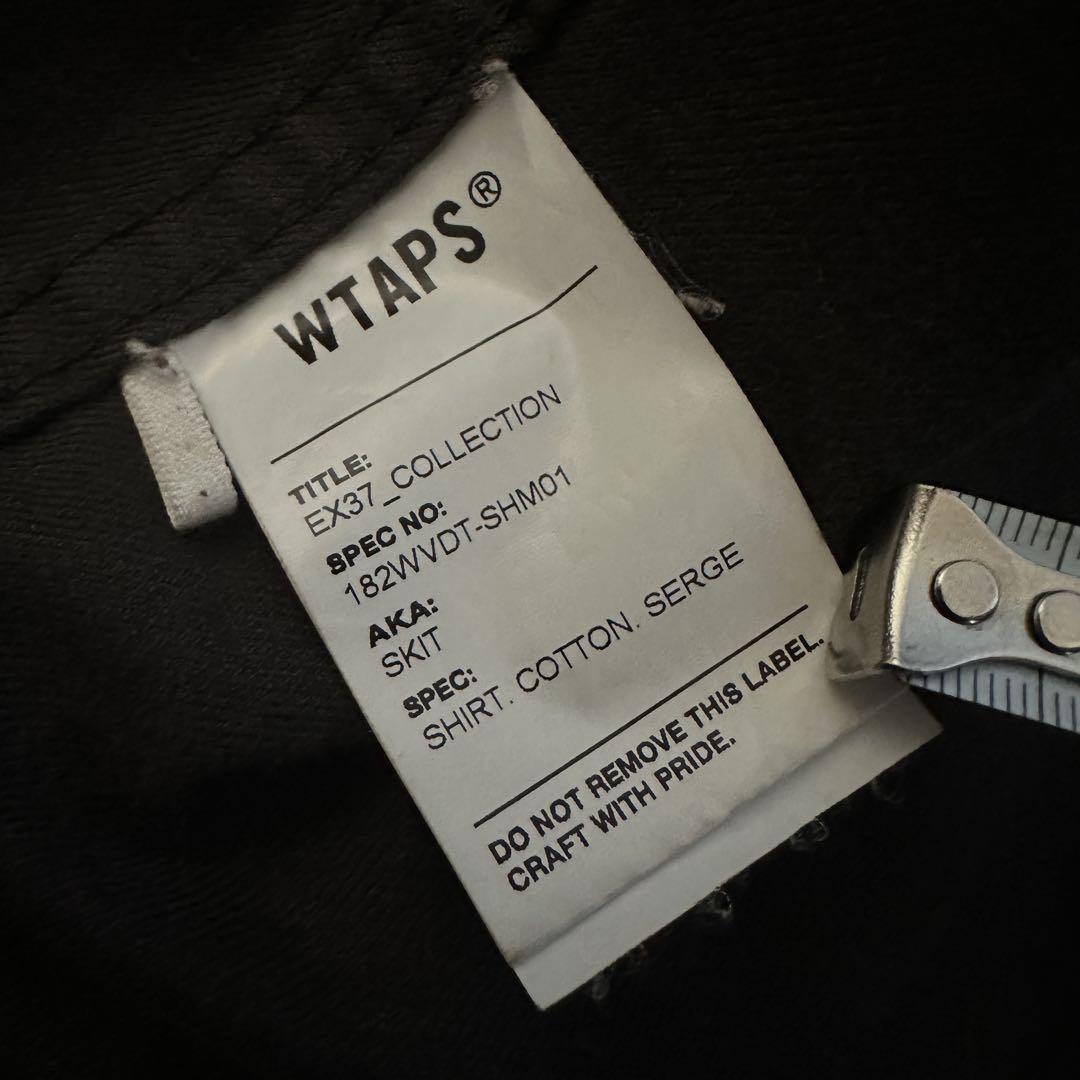 WTAPS®
TITLE:
EX37_COLLECTION
SPEC NO:
182WVDT-SHM01
AKA:
SKIT
SPEC:
SHIRT. COTTON. SERGE
DO NOT REMOVE THIS LABEL.
CRAFT WITH PRIDE.